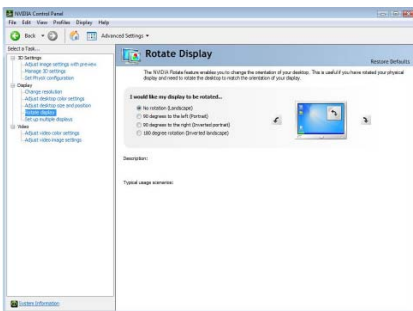 NVIDIA Control Panel
File Edit View Profiles Display Help
Back Advanced Settings
Select a Task...
3D Settings
Adjust image settings with preview
Manage 3D settings
Set PhysX configuration
Display
Change resolution
Adjust desktop color settings
Adjust desktop size and position
Rotate display
Set up multiple displays
Video
Adjust video color settings
Adjust video image settings
System Information
Rotate Display
Restore Defaults
The NVIDIA Rotate feature enables you to change the orientation of your desktop. This is useful if you have rotated your physical
display and need to rotate the desktop to match the orientation of your display.
I would like my display to be rotated...
No rotation (Landscape)
90 degrees to the left (Portrait)
90 degrees to the right (Inverted portrait)
180 degree rotation (Inverted landscape)
Description:
Typical usage scenarios: